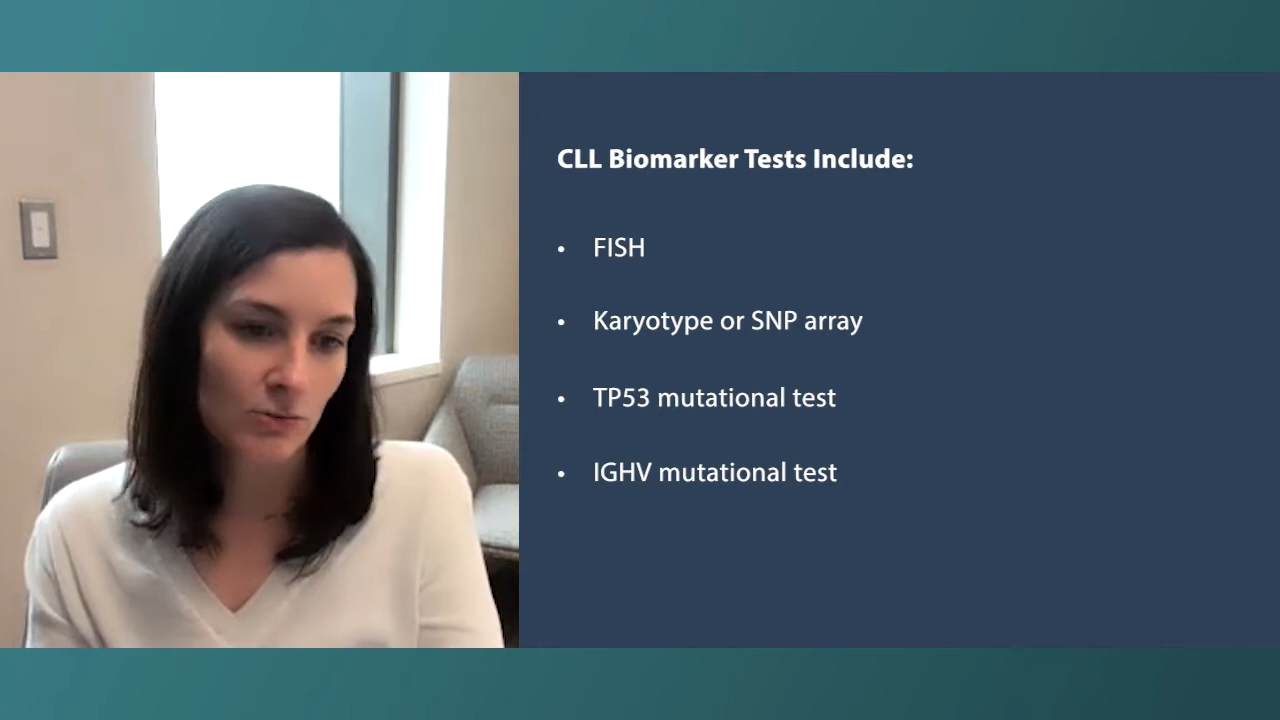 CLL Biomarker Tests Include:
• FISH
• Karyotype or SNP array
• TP53 mutational test
• IGHV mutational test